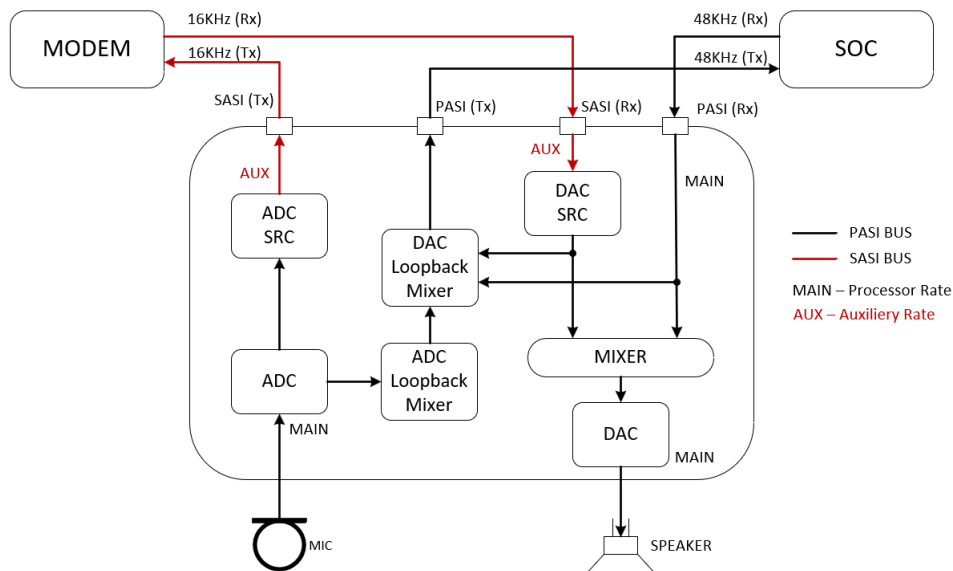 16KHz (Rx)
48KHz (Rx)
MODEM
SOC
16KHz (Tx)
48KHz (Tx)
SASI (Tx)
PASI (Tx)
SASI (Rx)
PASI (Rx)
AUX
AUX
MAIN
ADC
SRC
DAC
SRC
DAC
Loopback
Mixer
PASI BUS
SASI BUS
MAIN – Processor Rate
AUX – Auxiliery Rate
ADC
ADC
Loopback
Mixer
MIXER
MAIN
DAC
MAIN
MIC
SPEAKER